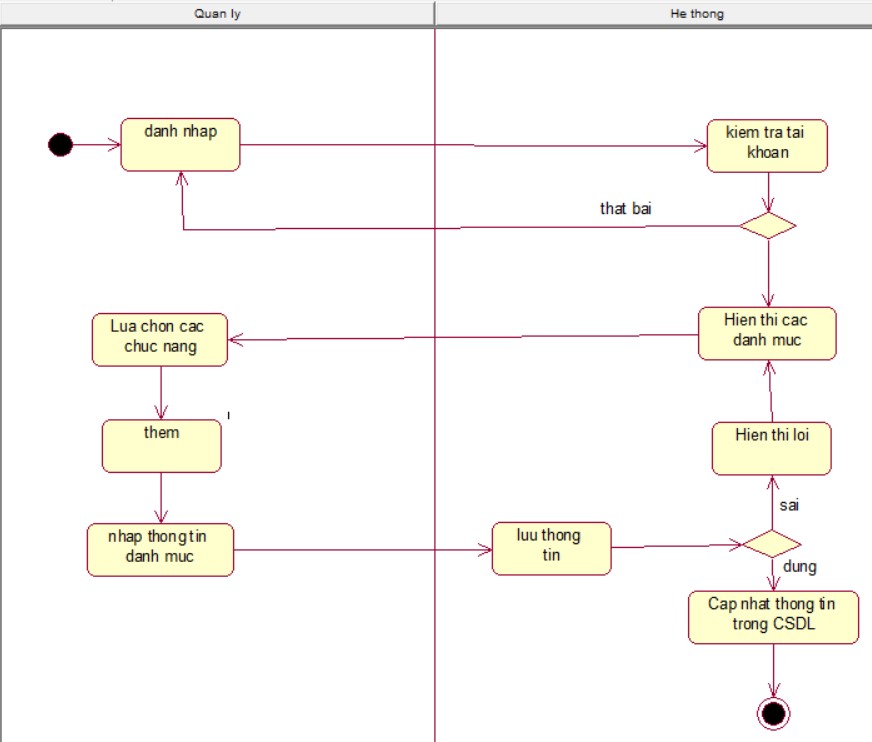 Quan ly
He thong
danh nhap
kiem tra tai
khoan
that bai
Hien thi cac
danh muc
Lua chon cac
chuc nang
them
Hien thi loi
sai
nhap thong tin
danh muc
luu thong
tin
dung
Cap nhat thong tin
trong CSDL